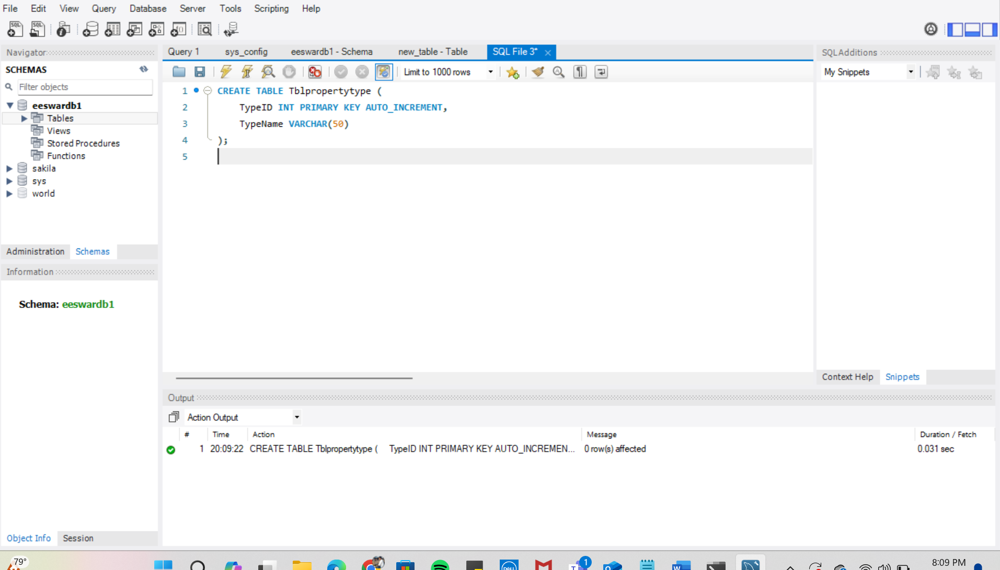 File Edit View Query Database Server Tools Scripting Help
SQL SQL
Navigator
SCHEMAS
Filter objects
eeswardb1
Tables
Views
Stored Procedures
Functions
sakila
sys
world
Administration Schemas
Information
Schema: eeswardb1
Object Info Session
Query 1 sys_config eeswardb1 - Schema new_table - Table SQL File 3*
Limit to 1000 rows
1 CREATE TABLE Tblpropertytype (
2 TypeID INT PRIMARY KEY AUTO_INCREMENT,
3 TypeName VARCHAR(50)
4 );
5
SQLAdditions
My Snippets
Context Help Snippets
Output
Action Output
# Time Action Message Duration / Fetch
1 20:09:22 CREATE TABLE Tblpropertytype ( TypeID INT PRIMARY KEY AUTO_INCREMEN... 0 row(s) affected 0.031 sec
79°
DELL
1
8:09 PM